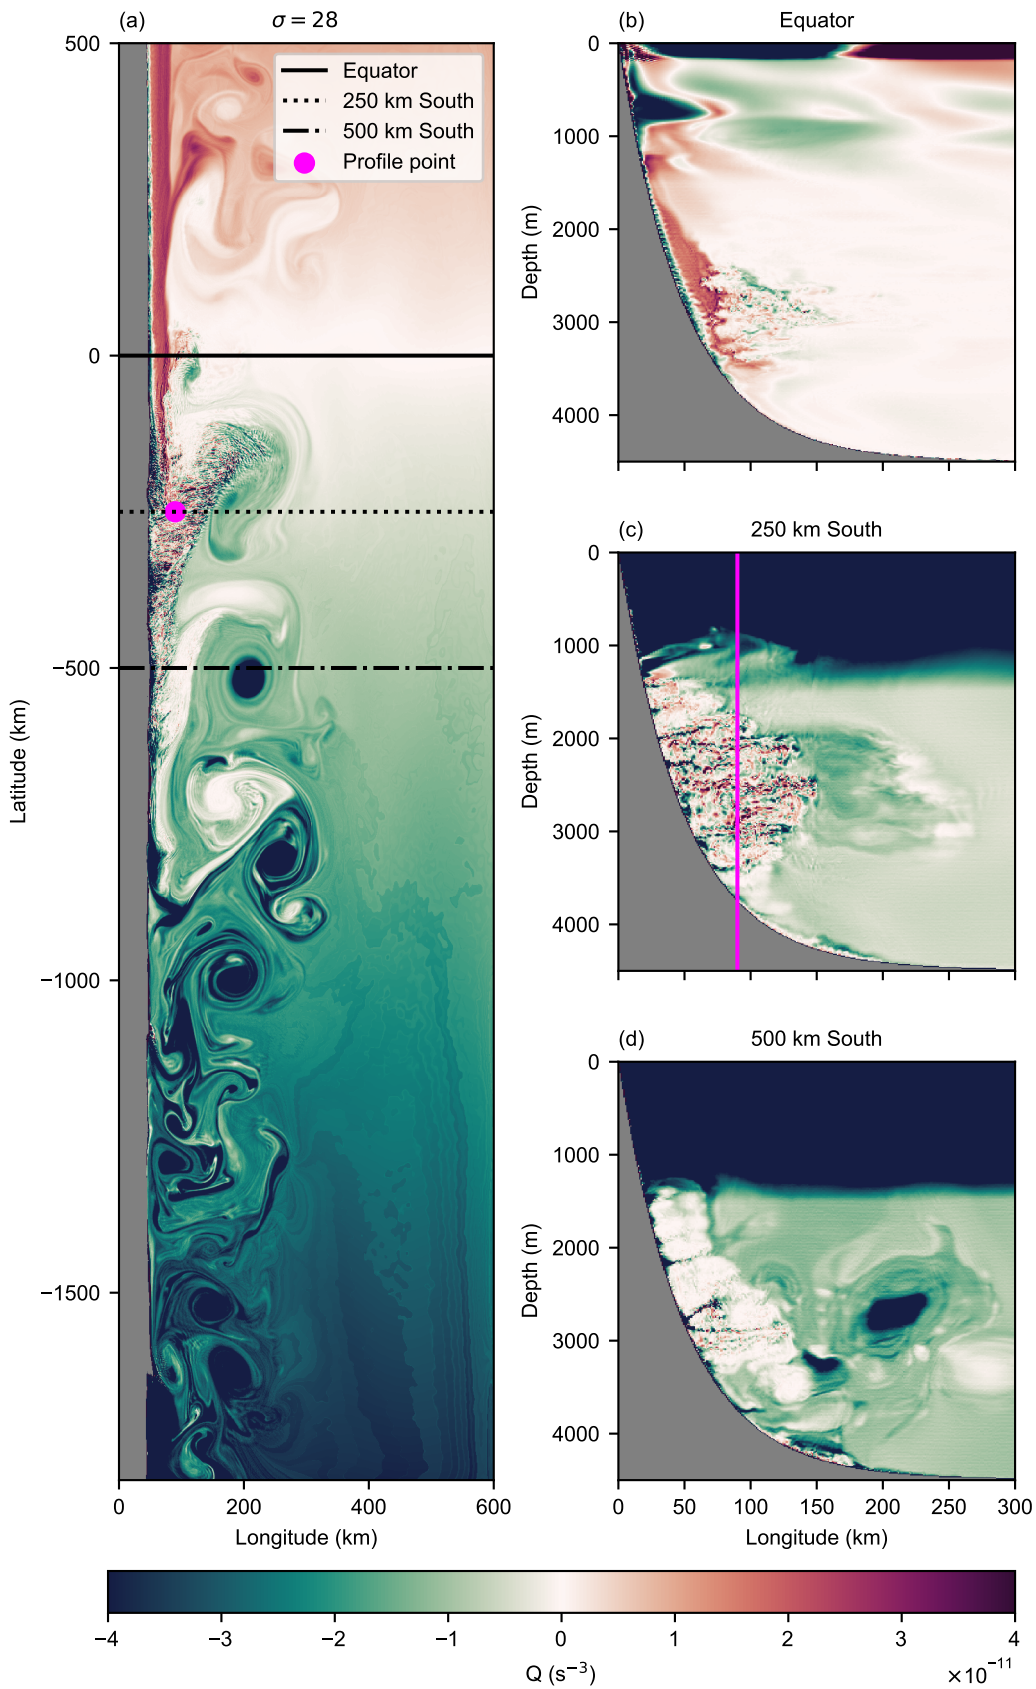 (a) σ = 28
500
0
−500
−1000
−1500
Latitude (km)
0 200 400 600
Longitude (km)
Equator
250 km South
500 km South
Profile point
(b) Equator
0
1000
2000
3000
4000
Depth (m)
(c) 250 km South
0
1000
2000
3000
4000
Depth (m)
(d) 500 km South
0
1000
2000
3000
4000
Depth (m)
0 50 100 150 200 250 300
Longitude (km)
−4 −3 −2 −1 0 1 2 3 4
Q (s⁻³) ×10⁻¹¹